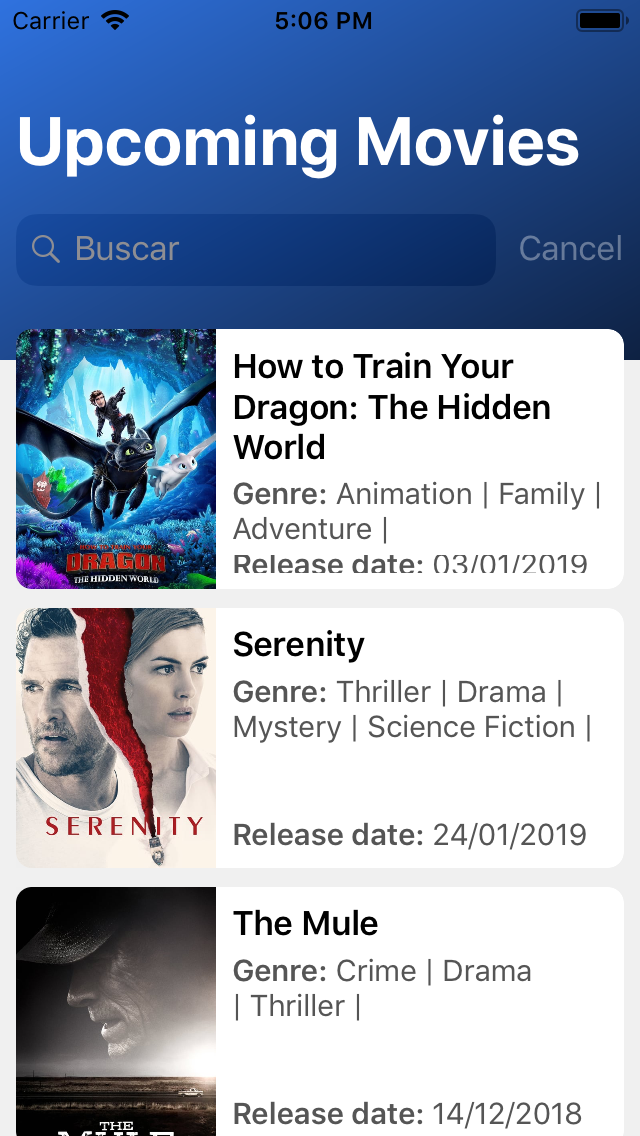 Carrier 5:06 PM
Upcoming Movies
Buscar Cancel
How to Train Your
Dragon: The Hidden
World
Genre: Animation | Family |
Adventure |
Release date: 03/01/2019
DRAGON
THE HIDDEN WORLD
Serenity
Genre: Thriller | Drama |
Mystery | Science Fiction |
Release date: 24/01/2019
SERENITY
The Mule
Genre: Crime | Drama
| Thriller |
Release date: 14/12/2018
THE
MULE